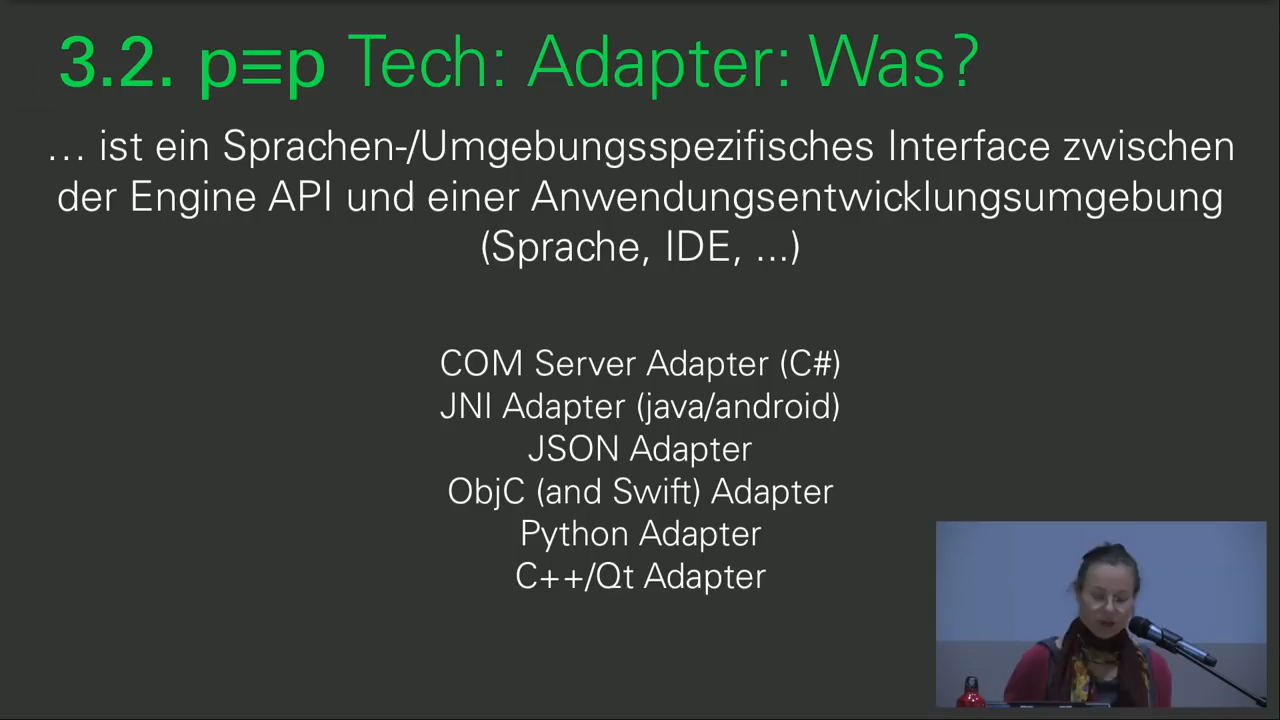 3.2. p≡p Tech: Adapter: Was?
… ist ein Sprachen-/Umgebungsspezifisches Interface zwischen
der Engine API und einer Anwendungsentwicklungsumgebung
(Sprache, IDE, ...)
COM Server Adapter (C#)
JNI Adapter (java/android)
JSON Adapter
ObjC (and Swift) Adapter
Python Adapter
C++/Qt Adapter